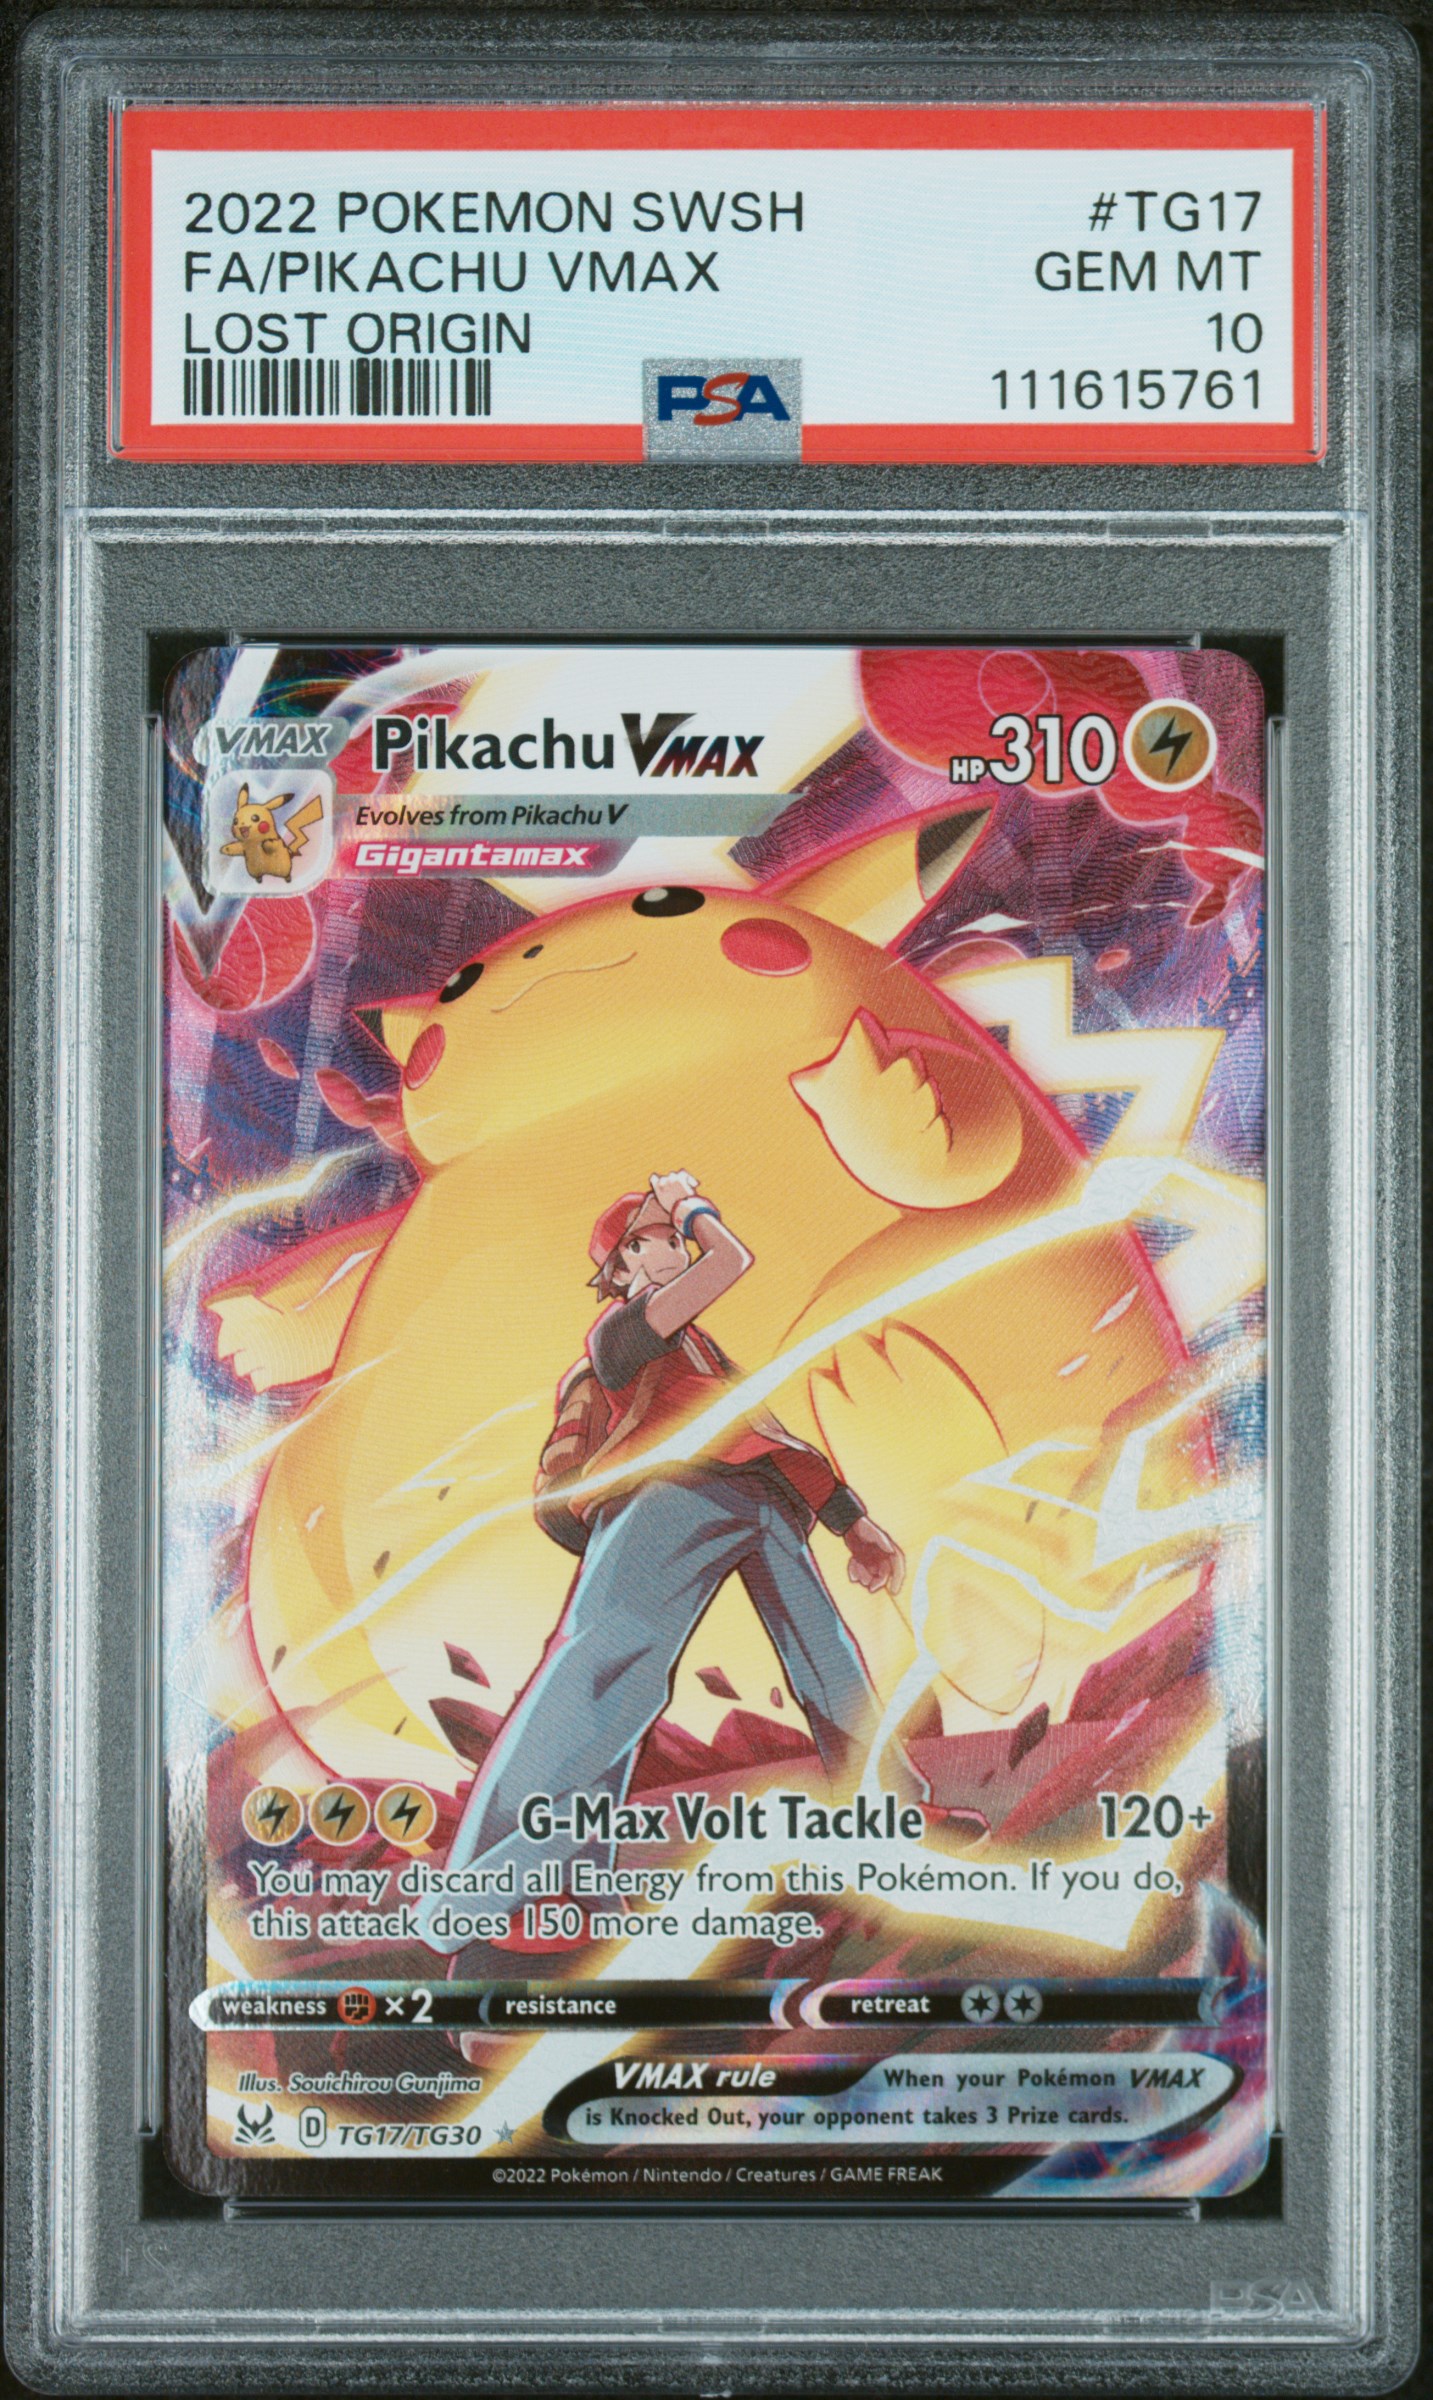 2022 POKEMON SWSH #TG17
FA/PIKACHU VMAX GEM MT
LOST ORIGIN 10
PSA 111615761
VMAX Pikachu VMAX HP 310
Evolves from Pikachu V
Gigantamax
G-Max Volt Tackle 120+
You may discard all Energy from this Pokémon. If you do,
this attack does 150 more damage.
weakness ×2 resistance retreat
Illus. Souichirou Gunjima
VMAX rule When your Pokémon VMAX
is Knocked Out, your opponent takes 3 Prize cards.
D TG17/TG30
©2022 Pokémon / Nintendo / Creatures / GAME FREAK
PSA